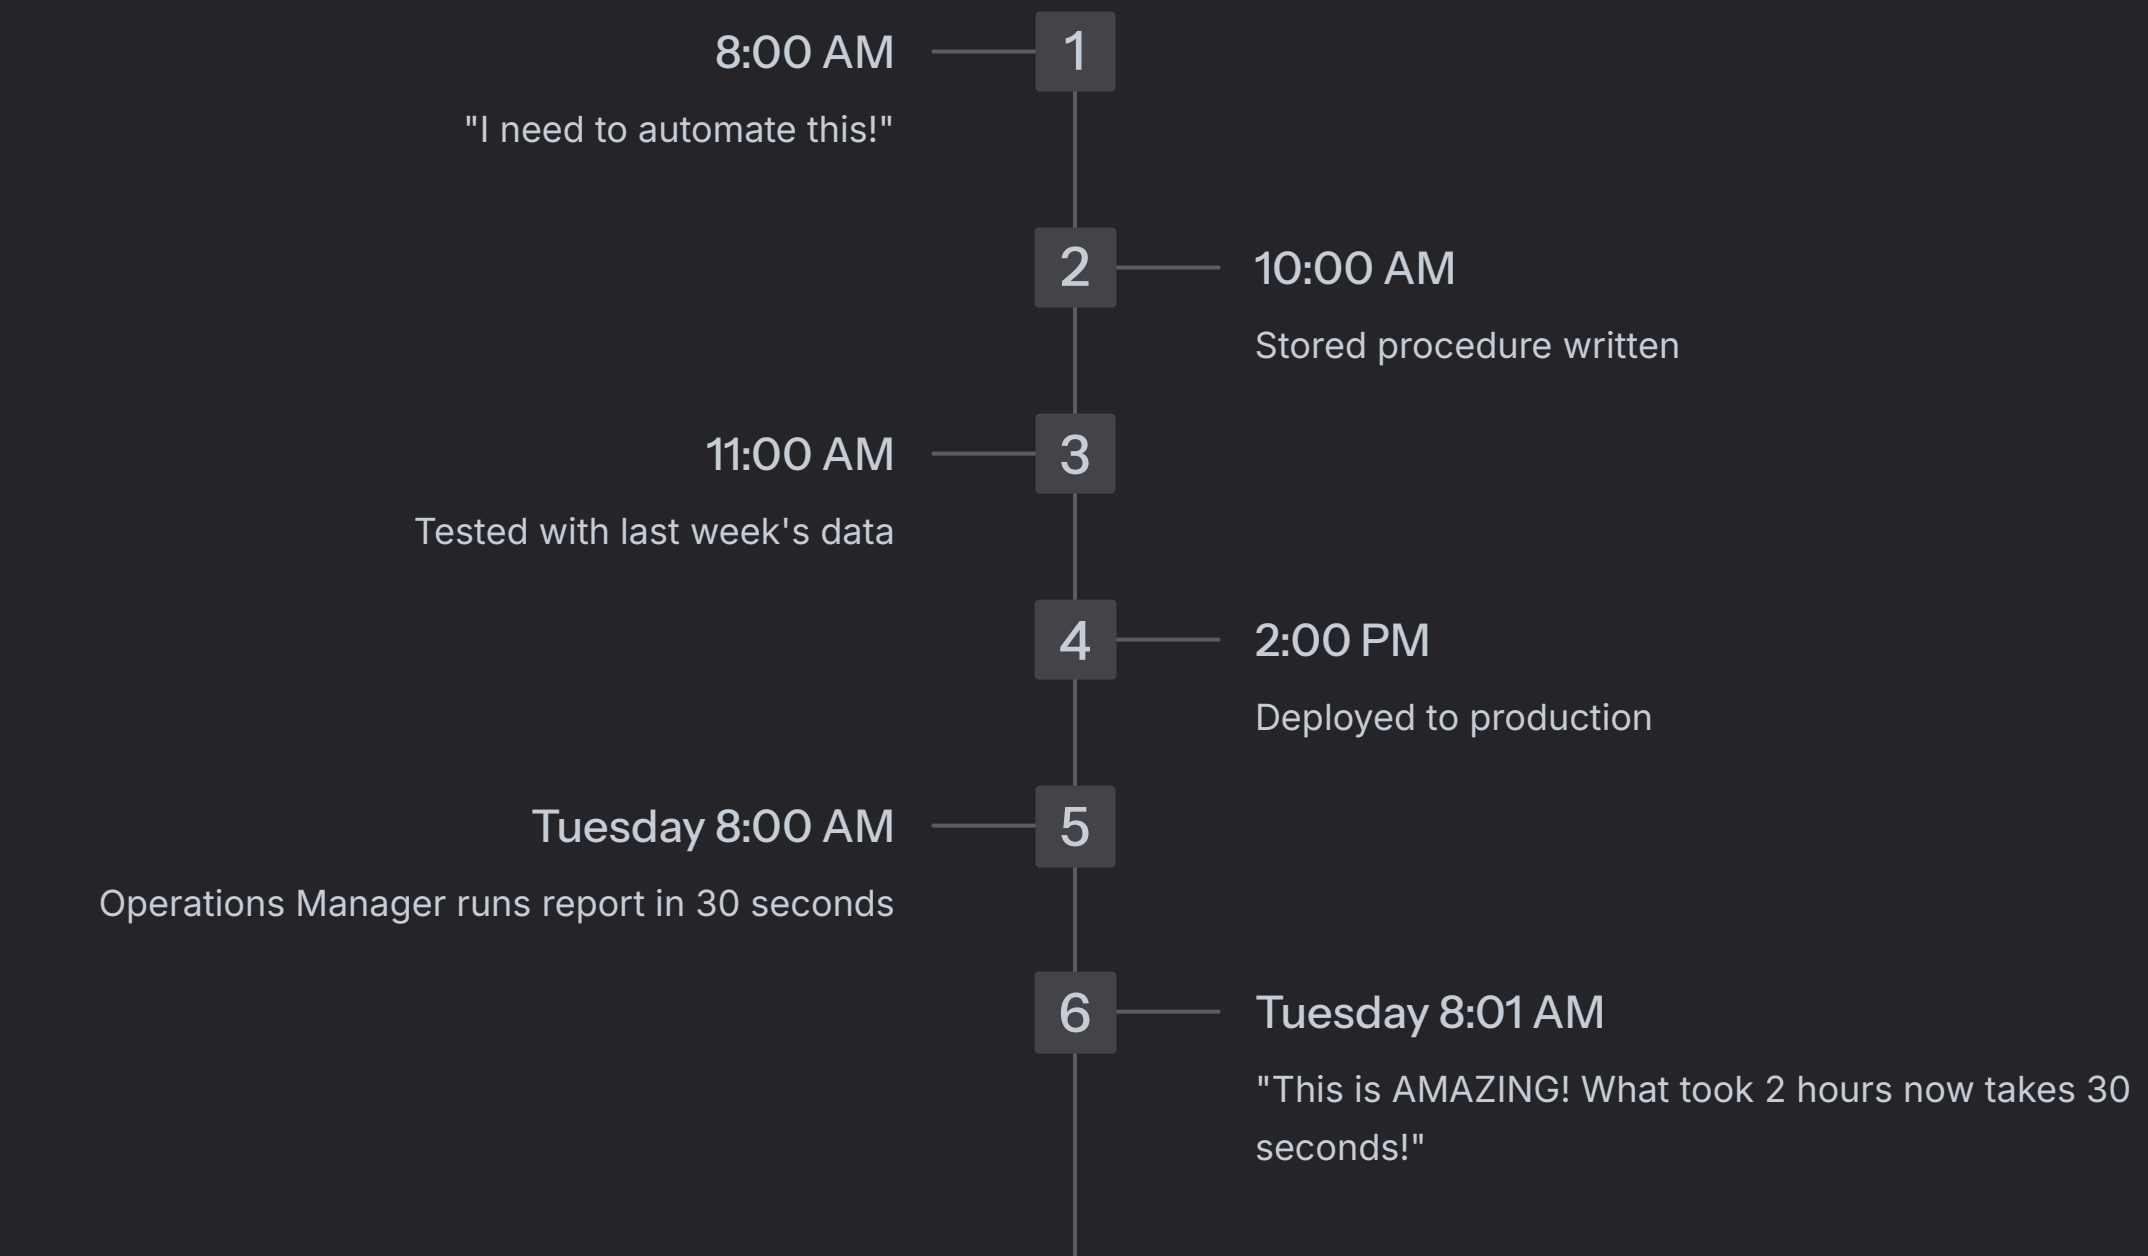 8:00 AM
1
"I need to automate this!"
2
10:00 AM
Stored procedure written
11:00 AM
3
Tested with last week's data
4
2:00 PM
Deployed to production
Tuesday 8:00 AM
5
Operations Manager runs report in 30 seconds
6
Tuesday 8:01 AM
"This is AMAZING! What took 2 hours now takes 30
seconds!"